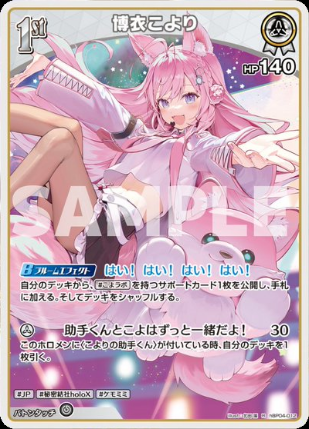 1st
博衣こより
HP140
SAMPLE
ブルームエフェクト はい！ はい！ はい！ はい！
自分のデッキから、#こよラボ を持つサポートカード1枚を公開し、手札
に加える。そしてデッキをシャッフルする。
助手くんとこよはずっと一緒だよ！ 30
このホロメンに〈こよりの助手くん〉が付いている時、自分のデッキを1枚
引く。
#JP #秘密結社holoX #ケモミミ
バトンタッチ